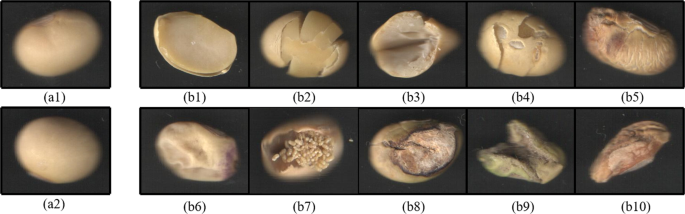 (a1) (b1) (b2) (b3) (b4) (b5)
(a2) (b6) (b7) (b8) (b9) (b10)